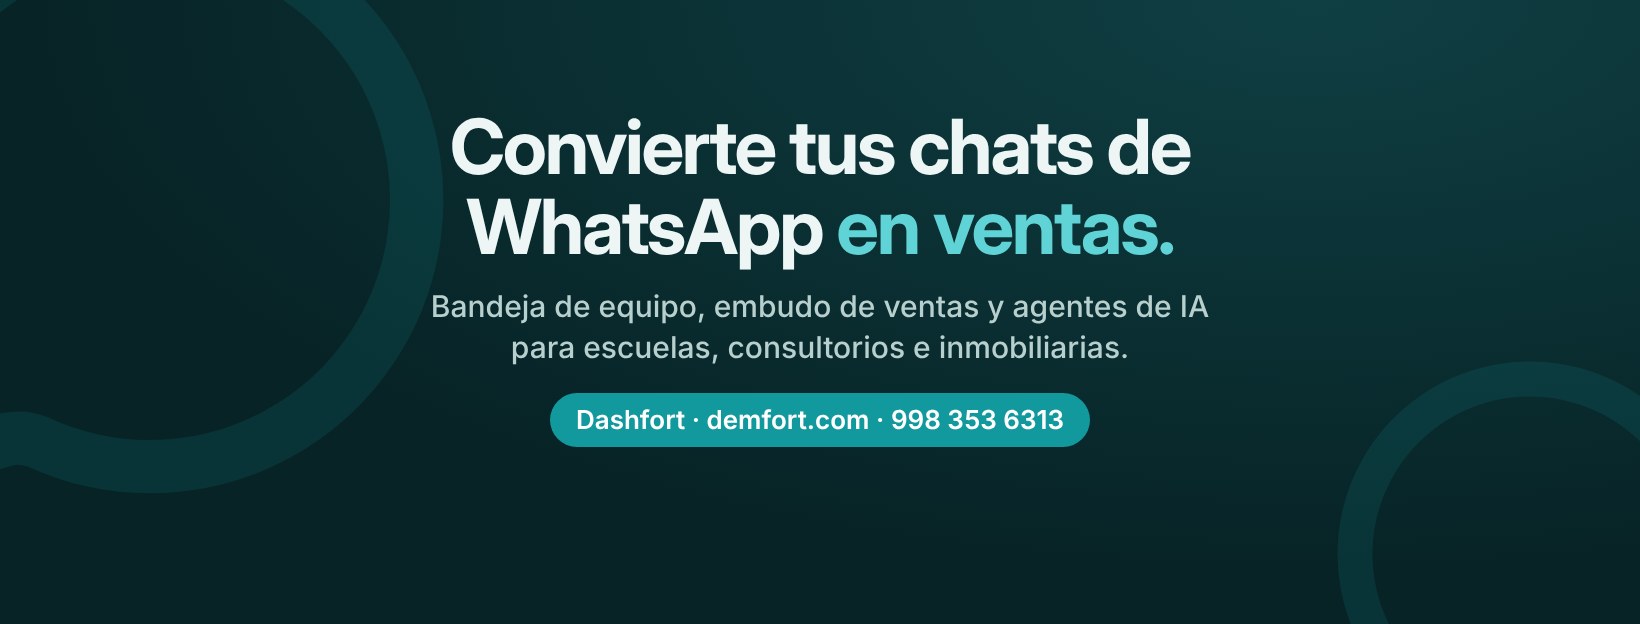 Convierte tus chats de
WhatsApp en ventas.
Bandeja de equipo, embudo de ventas y agentes de IA
para escuelas, consultorios e inmobiliarias.
Dashfort · demfort.com · 998 353 6313